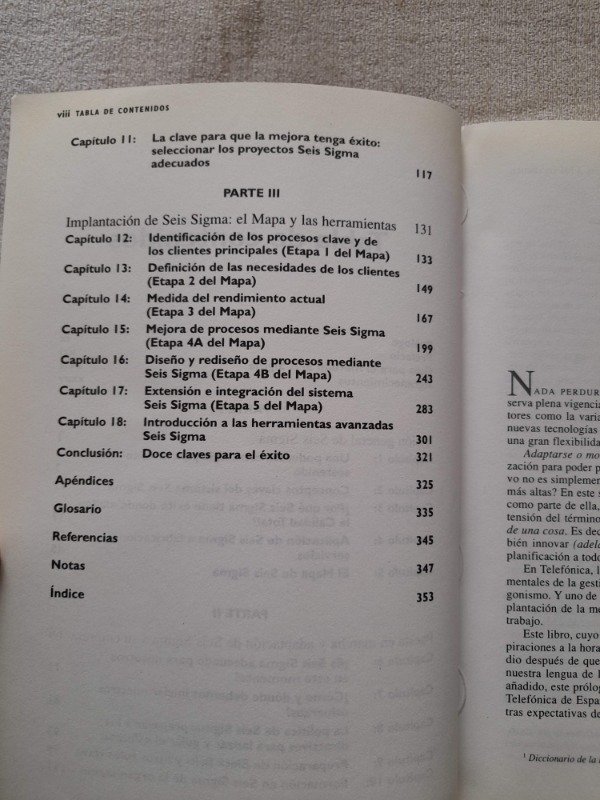 viii TABLA DE CONTENIDOS
Capítulo 11: La clave para que la mejora tenga éxito:
seleccionar los proyectos Seis Sigma
adecuados 117
PARTE III
Implantación de Seis Sigma: el Mapa y las herramientas 131
Capítulo 12: Identificación de los procesos clave y de
los clientes principales (Etapa 1 del Mapa) 133
Capítulo 13: Definición de las necesidades de los clientes
(Etapa 2 del Mapa) 149
Capítulo 14: Medida del rendimiento actual
(Etapa 3 del Mapa) 167
Capítulo 15: Mejora de procesos mediante Seis Sigma
(Etapa 4A del Mapa) 199
Capítulo 16: Diseño y rediseño de procesos mediante
Seis Sigma (Etapa 4B del Mapa) 243
Capítulo 17: Extensión e integración del sistema
Seis Sigma (Etapa 5 del Mapa) 283
Capítulo 18: Introducción a las herramientas avanzadas
Seis Sigma 301
Conclusión: Doce claves para el éxito 321
Apéndices 325
Glosario 335
Referencias 345
Notas 347
Índice 353
NADA PERDUR
serva plena vigencia
tores como la varia
nuevas tecnologías
una gran flexibilida
Adaptarse o mo
zación para poder p
vo no es simplemen
más altas? En este s
como parte de ella,
tensión del término
de una cosa. Es dec
bién innovar (adela
planificación a todo
En Telefónica, l
mentales de la gesti
gonismo. Y uno de
plantación de la me
trabajo.
Este libro, cuyo
piraciones a la hora
dio después de que
nuestra lengua de l
añadido, este prólog
Telefónica de Espa
tras expectativas de
1 Diccionario de la